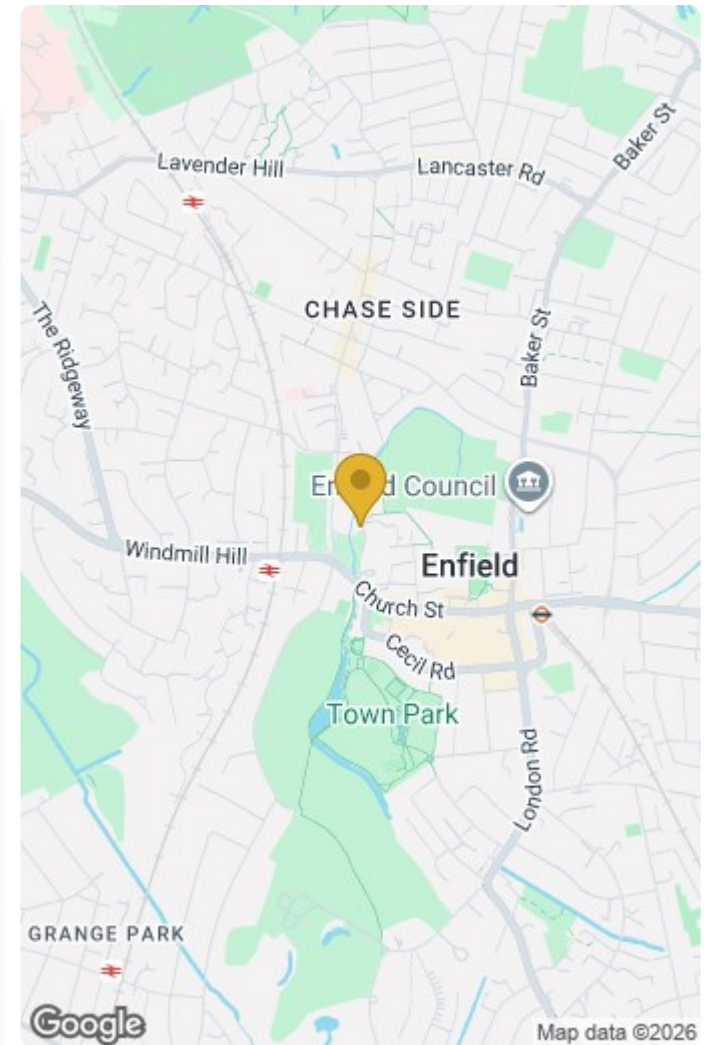 Baker St
Lavender Hill
Lancaster Rd
CHASE SIDE
The Ridgeway
Baker St
Enfield Council
Windmill Hill
Enfield
Church St
Cecil Rd
Town Park
London Rd
GRANGE PARK
Google
Map data ©2026